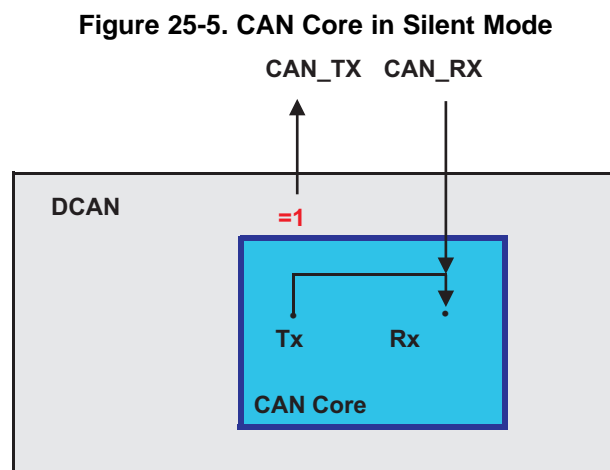 Figure 25-5. CAN Core in Silent Mode
CAN_TX CAN_RX
DCAN
=1
Tx Rx
CAN Core